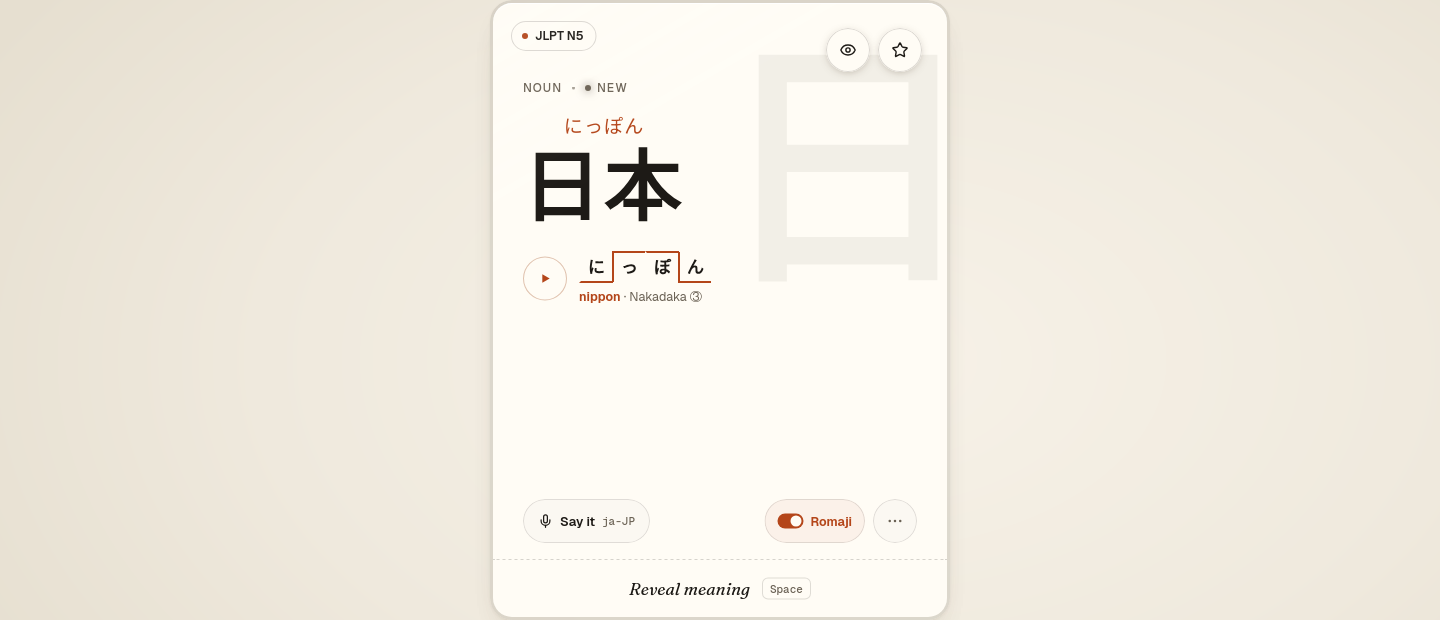 JLPT N5
NOUN • NEW
にっぽん
日本
日
にっぽん
nippon · Nakadaka ③
Say it ja-JP
Romaji
Reveal meaning Space